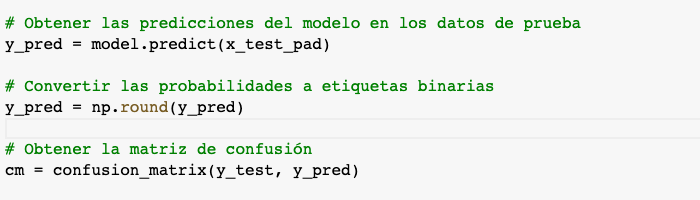 # Obtener las predicciones del modelo en los datos de prueba
y_pred = model.predict(x_test_pad)
# Convertir las probabilidades a etiquetas binarias
y_pred = np.round(y_pred)
# Obtener la matriz de confusión
cm = confusion_matrix(y_test, y_pred)